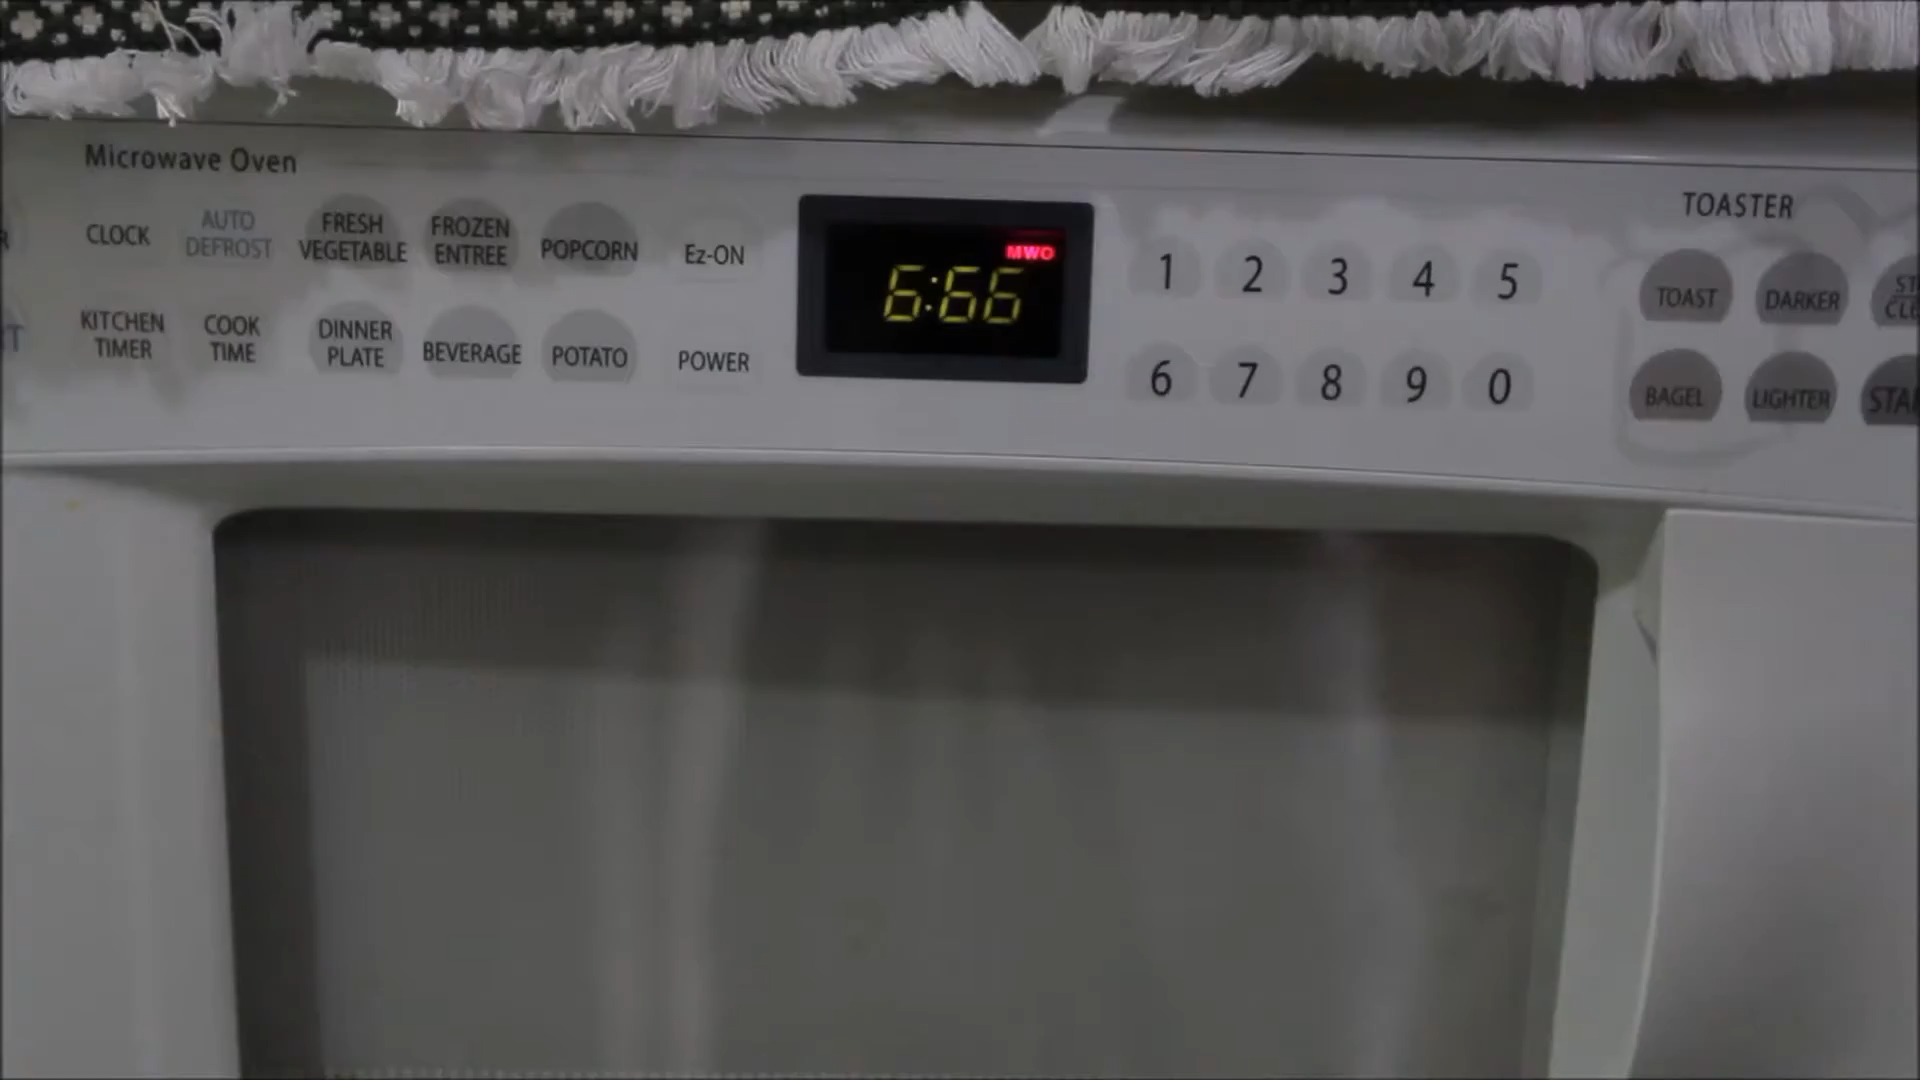 Microwave Oven
CLOCK
AUTO
DEFROST
FRESH
VEGETABLE
FROZEN
ENTREE
POPCORN
Ez-ON
KITCHEN
TIMER
COOK
TIME
DINNER
PLATE
BEVERAGE
POTATO
POWER
MWO
6:66
1 2 3 4 5
6 7 8 9 0
TOASTER
TOAST
DARKER
BAGEL
LIGHTER